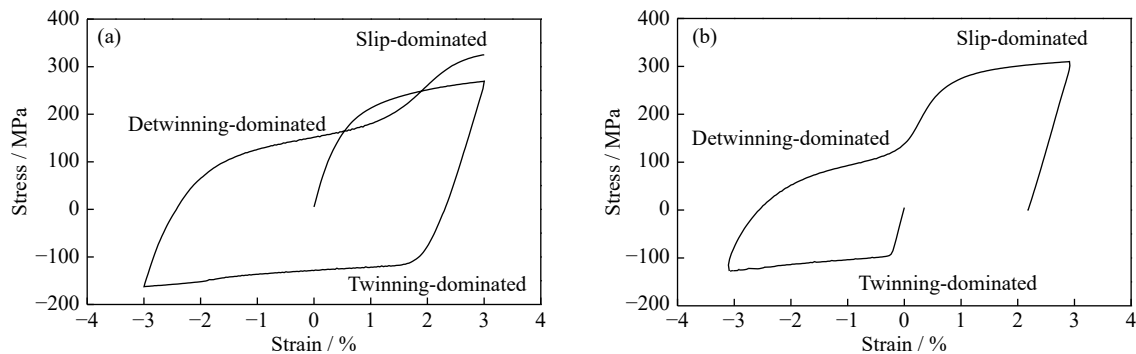 (a)
Slip-dominated
Detwinning-dominated
Twinning-dominated
400
300
200
100
0
−100
−200
−4
−3
−2
−1
0
1
2
3
4
Stress / MPa
Strain / %
(b)
Slip-dominated
Detwinning-dominated
Twinning-dominated
400
300
200
100
0
−100
−200
−4
−3
−2
−1
0
1
2
3
4
Stress / MPa
Strain / %